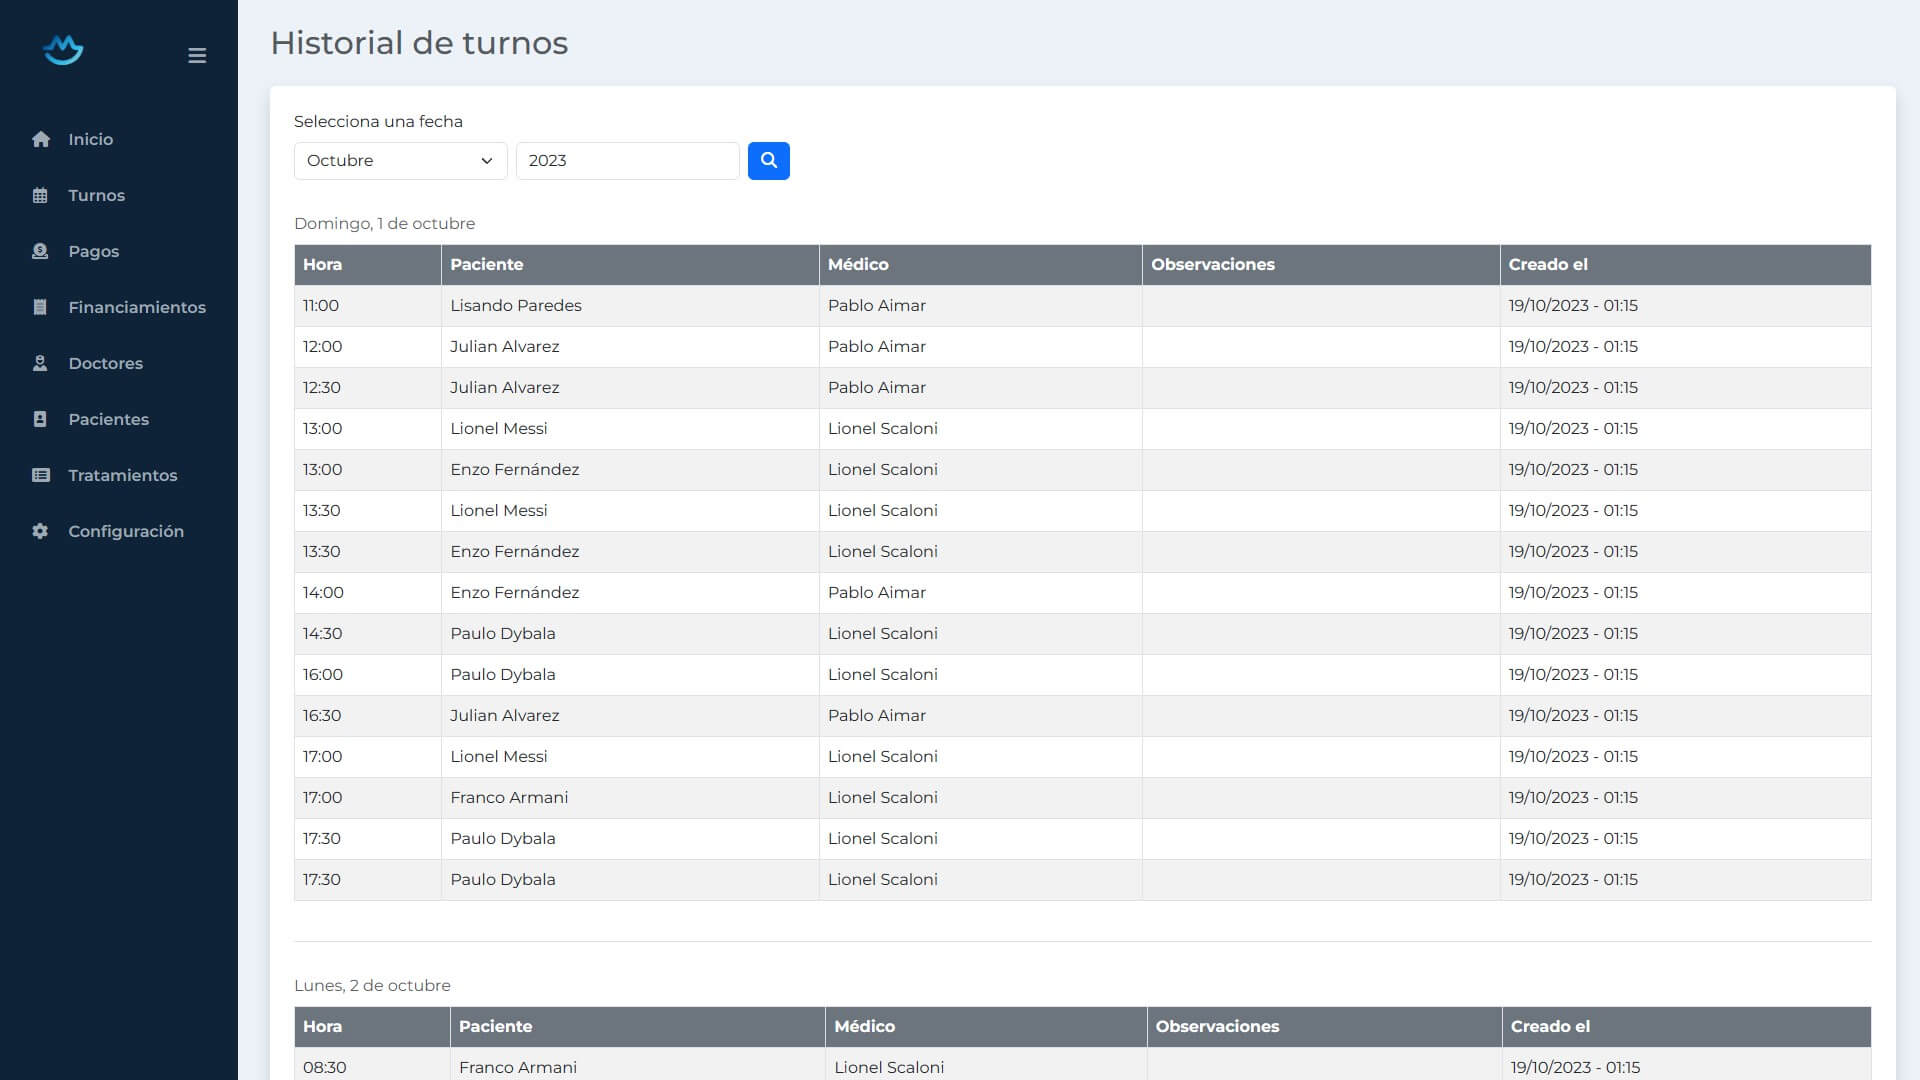 Historial de turnos
Inicio
Turnos
Pagos
Financiamientos
Doctores
Pacientes
Tratamientos
Configuración
Selecciona una fecha
Octubre 2023
Domingo, 1 de octubre
Hora Paciente Médico Observaciones Creado el
11:00 Lisando Paredes Pablo Aimar 19/10/2023 - 01:15
12:00 Julian Alvarez Pablo Aimar 19/10/2023 - 01:15
12:30 Julian Alvarez Pablo Aimar 19/10/2023 - 01:15
13:00 Lionel Messi Lionel Scaloni 19/10/2023 - 01:15
13:00 Enzo Fernández Lionel Scaloni 19/10/2023 - 01:15
13:30 Lionel Messi Lionel Scaloni 19/10/2023 - 01:15
13:30 Enzo Fernández Lionel Scaloni 19/10/2023 - 01:15
14:00 Enzo Fernández Pablo Aimar 19/10/2023 - 01:15
14:30 Paulo Dybala Lionel Scaloni 19/10/2023 - 01:15
16:00 Paulo Dybala Lionel Scaloni 19/10/2023 - 01:15
16:30 Julian Alvarez Pablo Aimar 19/10/2023 - 01:15
17:00 Lionel Messi Lionel Scaloni 19/10/2023 - 01:15
17:00 Franco Armani Lionel Scaloni 19/10/2023 - 01:15
17:30 Paulo Dybala Lionel Scaloni 19/10/2023 - 01:15
17:30 Paulo Dybala Lionel Scaloni 19/10/2023 - 01:15
Lunes, 2 de octubre
Hora Paciente Médico Observaciones Creado el
08:30 Franco Armani Lionel Scaloni 19/10/2023 - 01:15